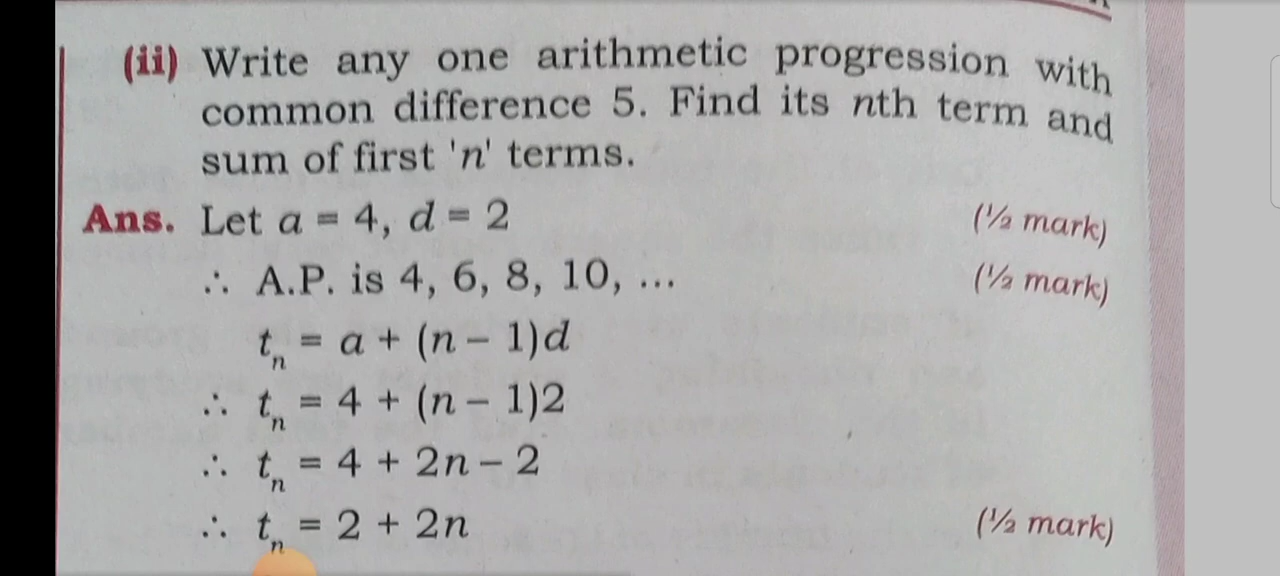 (ii) Write any one arithmetic progression with
common difference 5. Find its nth term and
sum of first 'n' terms.
Ans. Let a = 4, d = 2 (½ mark)
∴ A.P. is 4, 6, 8, 10, ... (½ mark)
tₙ = a + (n – 1)d
∴ tₙ = 4 + (n – 1)2
∴ tₙ = 4 + 2n – 2
∴ tₙ = 2 + 2n (½ mark)